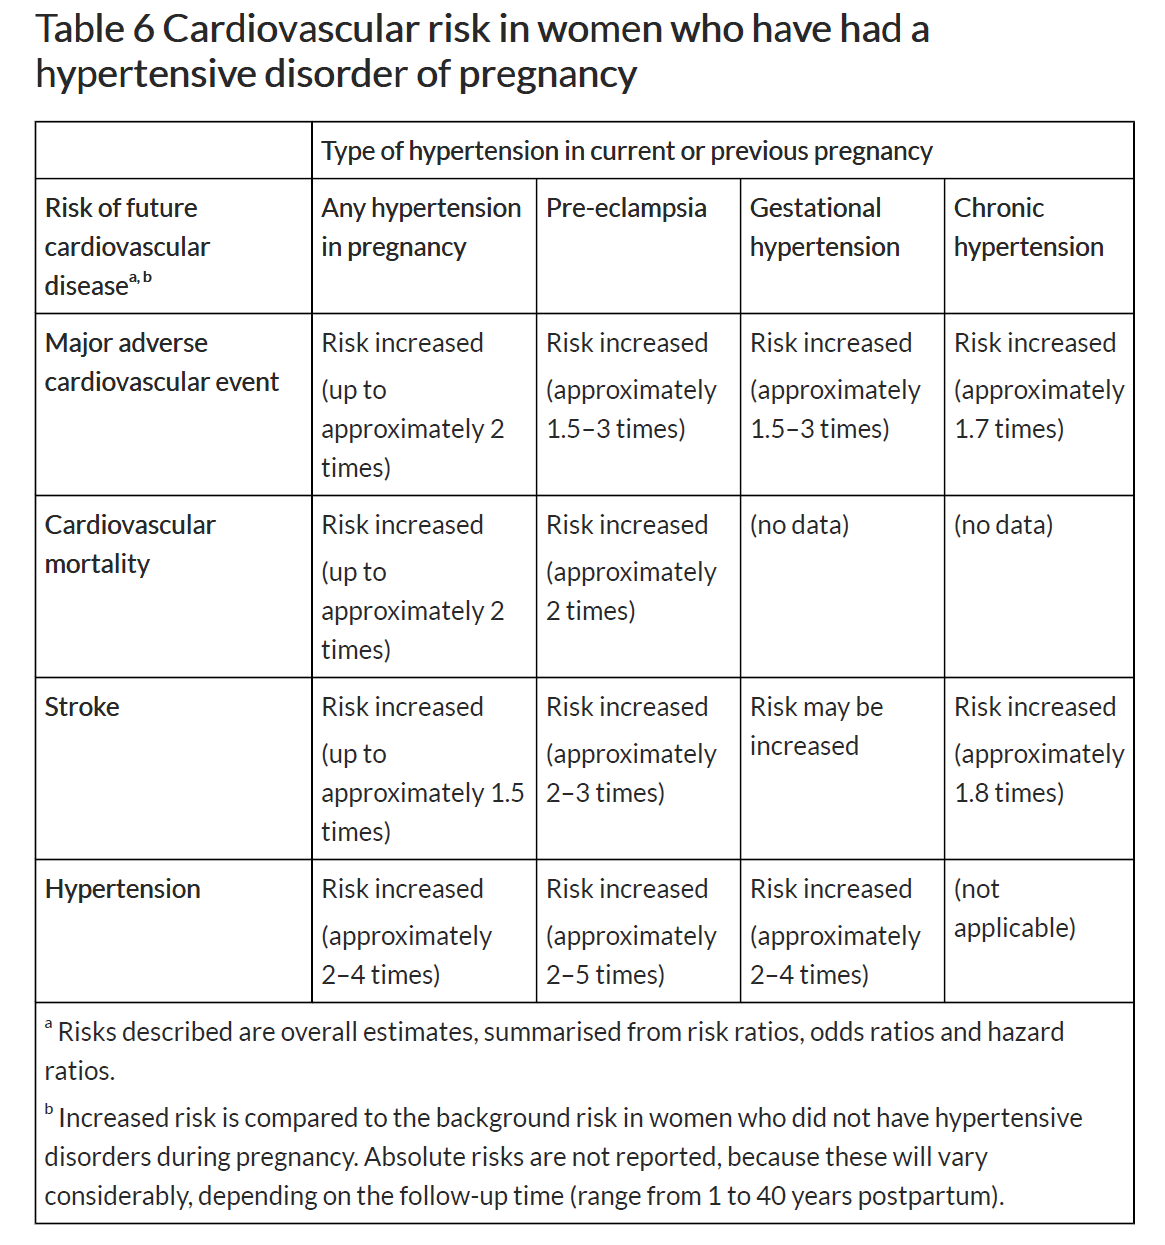 Table 6 Cardiovascular risk in women who have had a
hypertensive disorder of pregnancy
Type of hypertension in current or previous pregnancy
Risk of future
cardiovascular
disease^a, b
Any hypertension
in pregnancy
Pre-eclampsia
Gestational
hypertension
Chronic
hypertension
Major adverse
cardiovascular event
Risk increased
(up to
approximately 2
times)
Risk increased
(approximately
1.5–3 times)
Risk increased
(approximately
1.5–3 times)
Risk increased
(approximately
1.7 times)
Cardiovascular
mortality
Risk increased
(up to
approximately 2
times)
Risk increased
(approximately
2 times)
(no data)
(no data)
Stroke
Risk increased
(up to
approximately 1.5
times)
Risk increased
(approximately
2–3 times)
Risk may be
increased
Risk increased
(approximately
1.8 times)
Hypertension
Risk increased
(approximately
2–4 times)
Risk increased
(approximately
2–5 times)
Risk increased
(approximately
2–4 times)
(not
applicable)
^a Risks described are overall estimates, summarised from risk ratios, odds ratios and hazard
ratios.
^b Increased risk is compared to the background risk in women who did not have hypertensive
disorders during pregnancy. Absolute risks are not reported, because these will vary
considerably, depending on the follow-up time (range from 1 to 40 years postpartum).